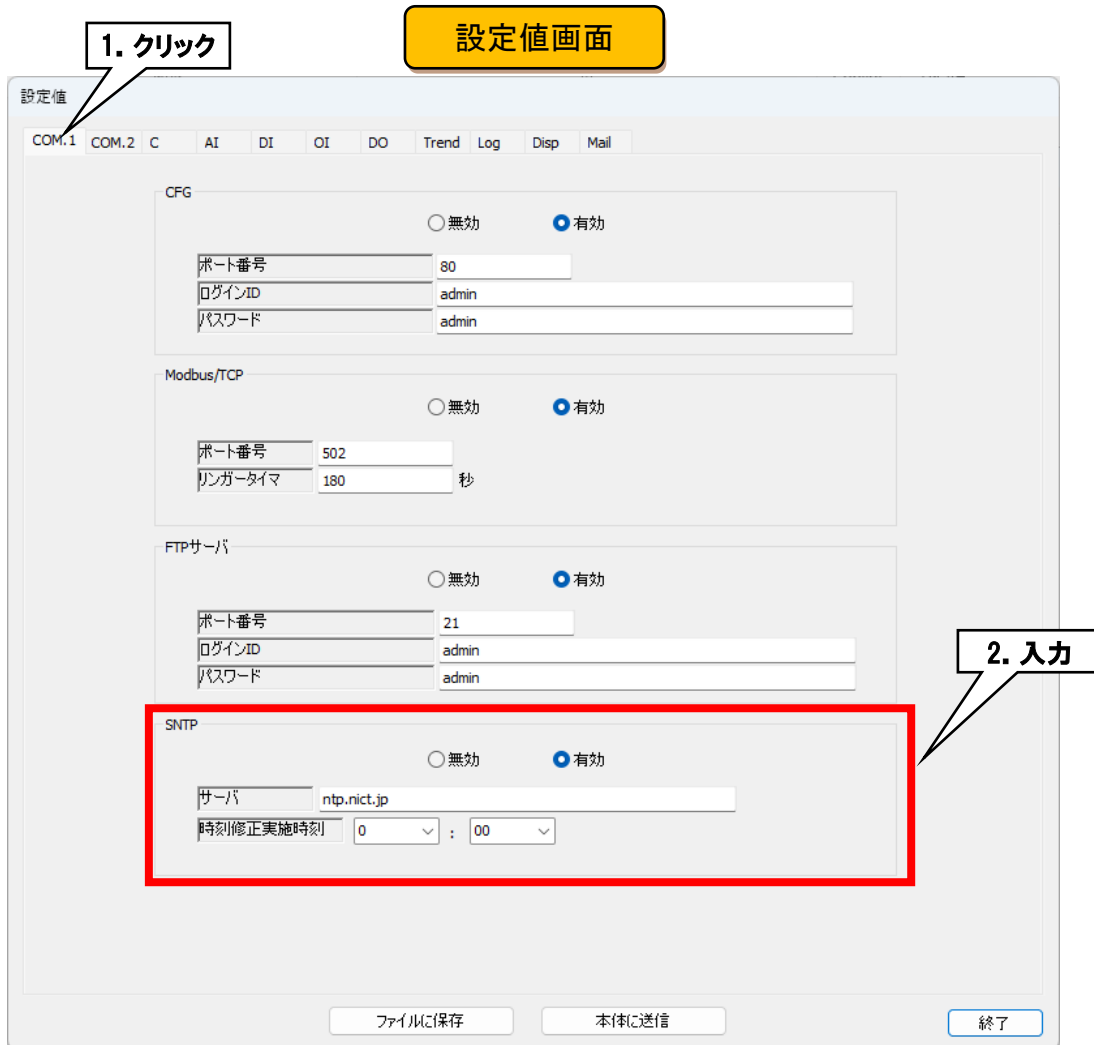 1. クリック
設定値画面
設定値
COM.1 COM.2 C AI DI OI DO Trend Log Disp Mail
CFG
無効 有効
ポート番号 80
ログインID admin
パスワード admin
Modbus/TCP
無効 有効
ポート番号 502
リンガータイマ 180 秒
FTPサーバ
無効 有効
ポート番号 21
ログインID admin
パスワード admin
2. 入力
SNTP
無効 有効
サーバ ntp.nict.jp
時刻修正実施時刻 0 : 00
ファイルに保存 本体に送信 終了